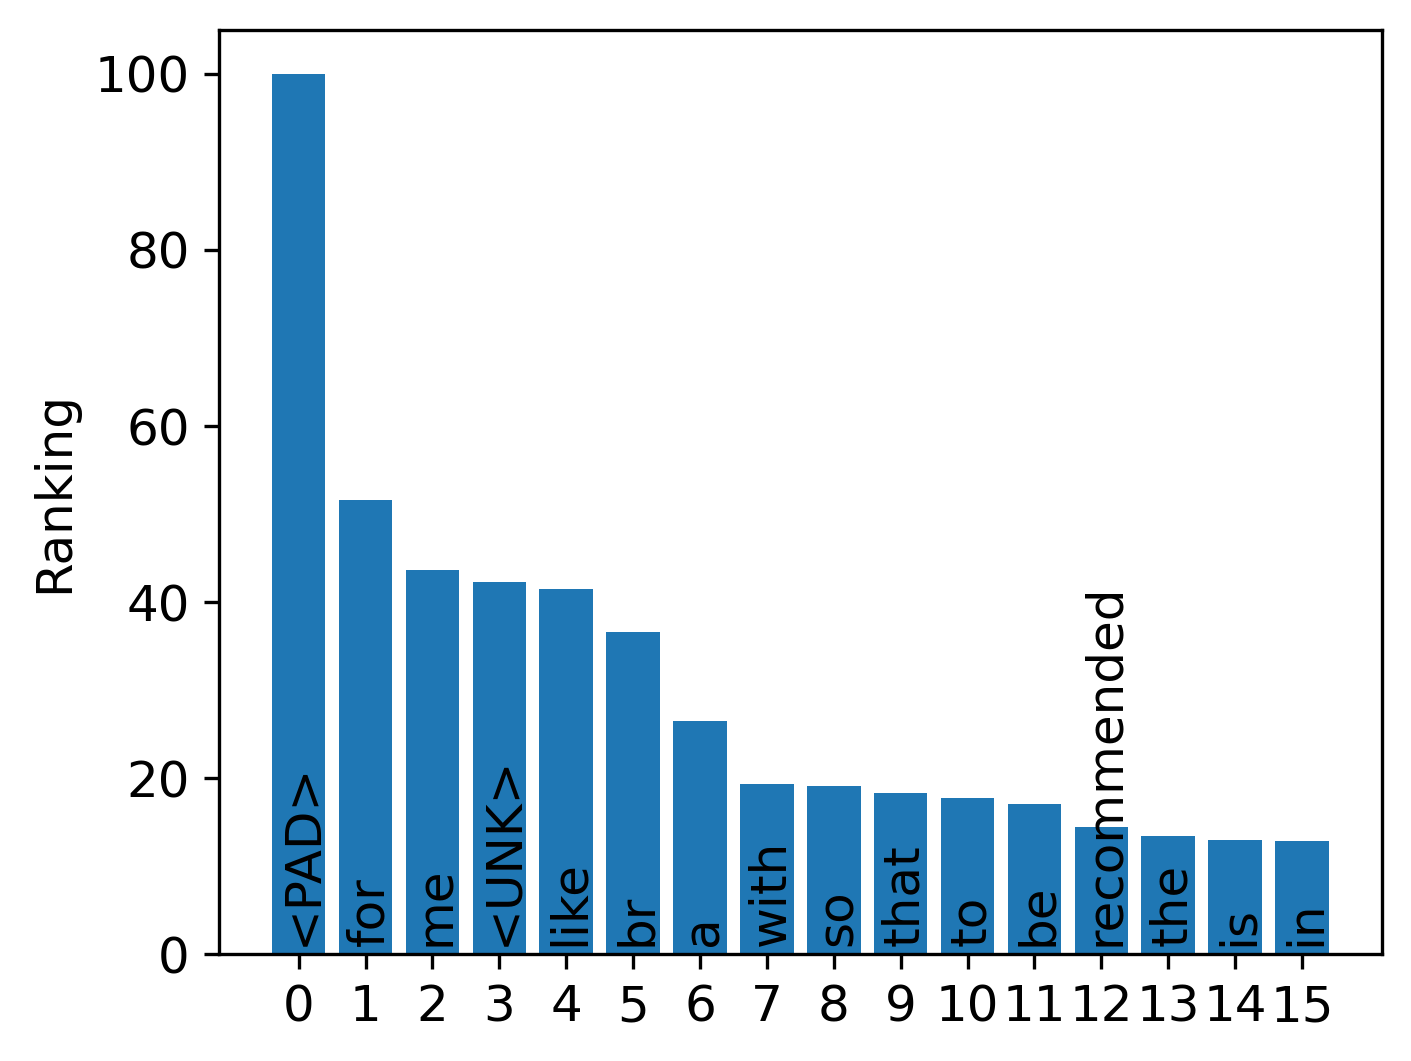 Ranking
100
80
60
40
20
0
<PAD>
for
me
<UNK>
like
br
a
with
so
that
to
be
recommended
the
is
in
0 1 2 3 4 5 6 7 8 9 10 11 12 13 14 15